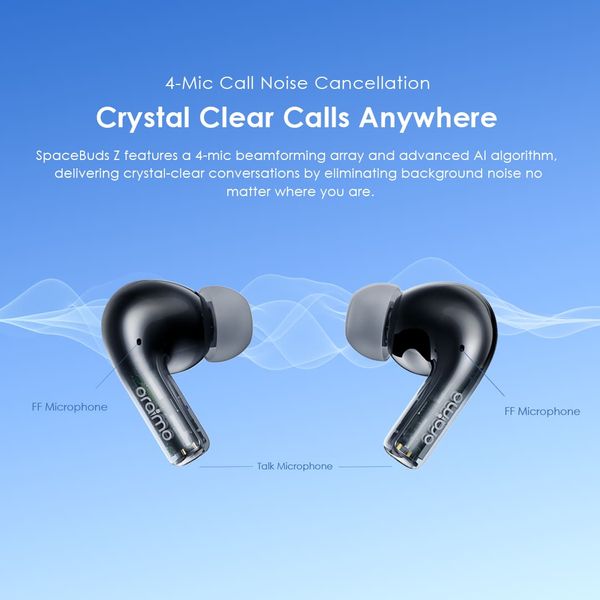 4-Mic Call Noise Cancellation
Crystal Clear Calls Anywhere
SpaceBuds Z features a 4-mic beamforming array and advanced AI algorithm,
delivering crystal-clear conversations by eliminating background noise no
matter where you are.
FF Microphone
oraimo
oraimo
FF Microphone
Talk Microphone